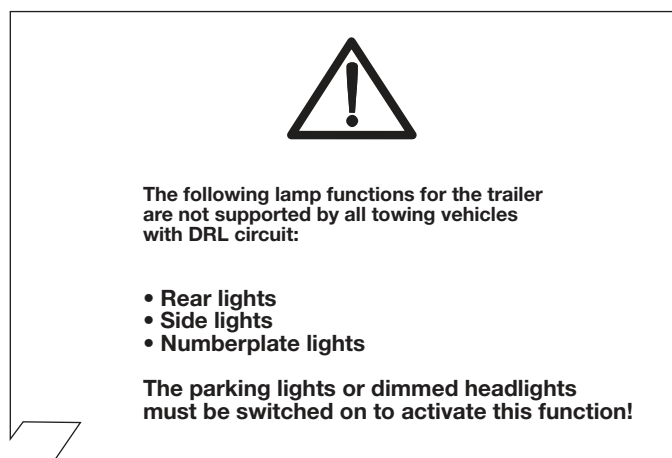 The following lamp functions for the trailer
are not supported by all towing vehicles
with DRL circuit:
• Rear lights
• Side lights
• Numberplate lights
The parking lights or dimmed headlights
must be switched on to activate this function!